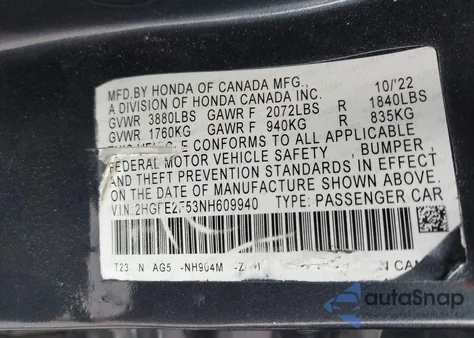 MFD.BY HONDA OF CANADA MFG., 10/'22
A DIVISION OF HONDA CANADA INC.
GVWR 3880LBS GAWR F 2072LBS R 1840LBS
GVWR 1760KG GAWR F 940KG R 835KG
THIS VEHICLE CONFORMS TO ALL APPLICABLE
FEDERAL MOTOR VEHICLE SAFETY, BUMPER,
AND THEFT PREVENTION STANDARDS IN EFFECT
ON THE DATE OF MANUFACTURE SHOWN ABOVE.
V.I.N. 2HGFE2F53NH609940 TYPE: PASSENGER CAR
T23 N AG5 -NH904M
autoSnap